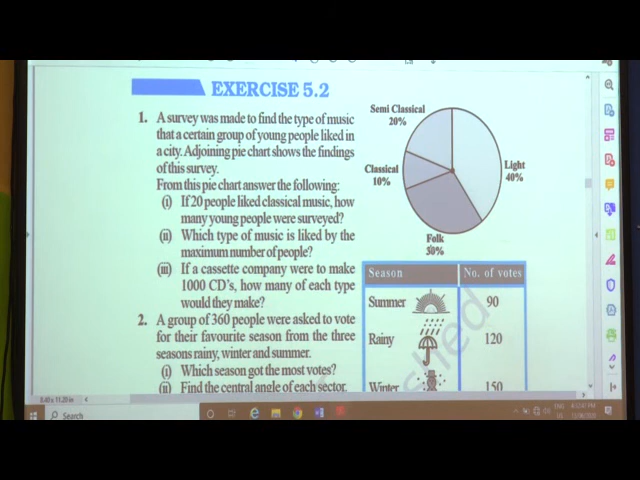 EXERCISE 5.2
1. A survey was made to find the type of music
that a certain group of young people liked in
a city. Adjoining pie chart shows the findings
of this survey.
From this pie chart answer the following:
(i) If 20 people liked classical music, how
many young people were surveyed?
(ii) Which type of music is liked by the
maximum number of people?
(iii) If a cassette company were to make
1000 CD's, how many of each type
would they make?
2. A group of 360 people were asked to vote
for their favourite season from the three
seasons rainy, winter and summer.
(i) Which season got the most votes?
(ii) Find the central angle of each sector.
Semi Classical
20%
Classical
10%
Light
40%
Folk
30%
Season No. of votes
Summer 90
Rainy 120
Winter 150
shed
8.40 x 11.20 in
Search